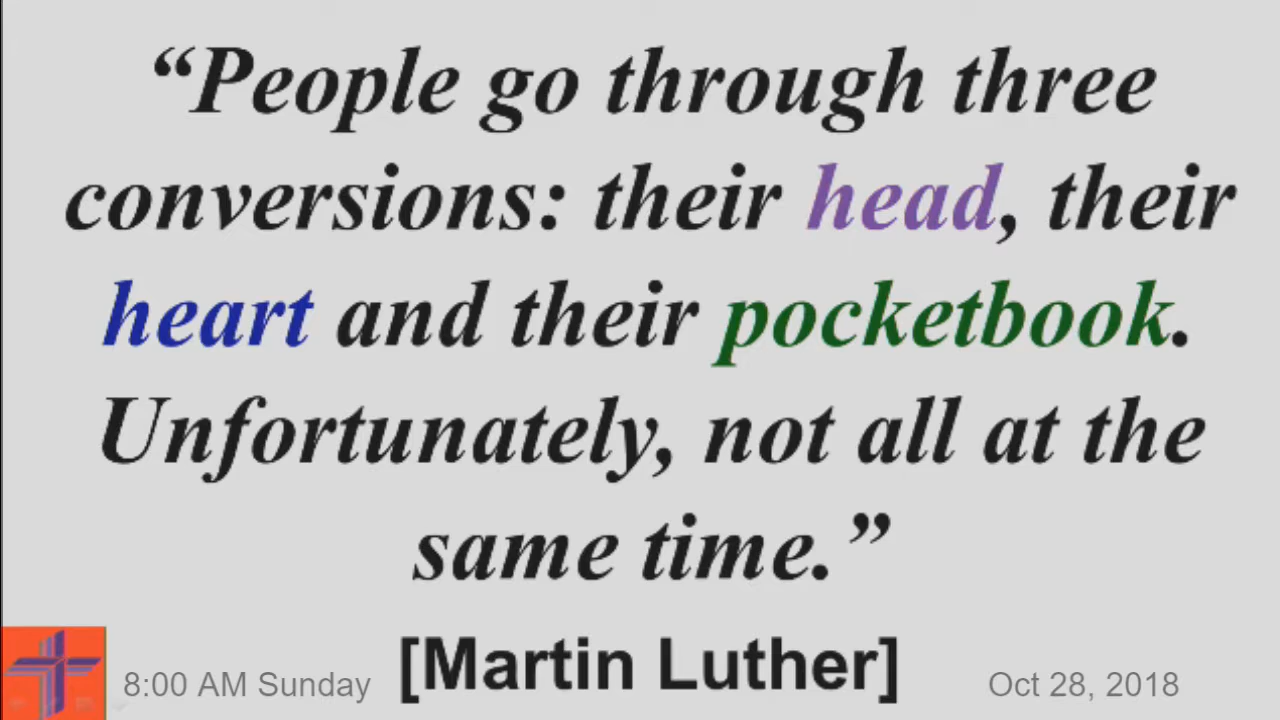 “People go through three
conversions: their head, their
heart and their pocketbook.
Unfortunately, not all at the
same time.”
[Martin Luther]
8:00 AM Sunday
Oct 28, 2018